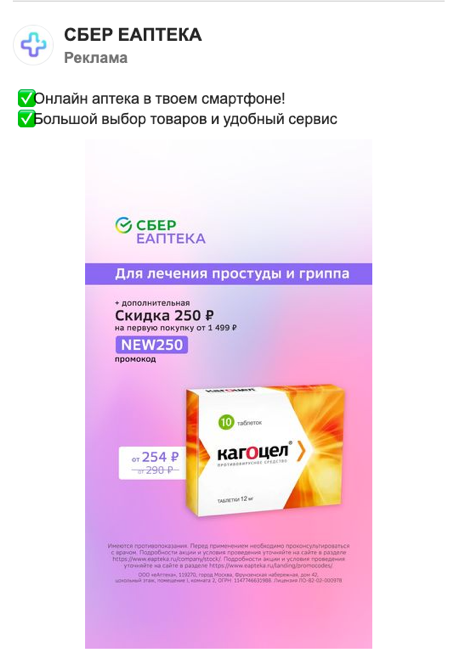 СБЕР ЕАПТЕКА
Реклама
✅Онлайн аптека в твоем смартфоне!
✅Большой выбор товаров и удобный сервис
СБЕР
ЕАПТЕКА
Для лечения простуды и гриппа
+ дополнительная
Скидка 250 ₽
на первую покупку от 1 499 ₽
NEW250
промокод
10 таблеток
кагоцел®
ПРОТИВОВИРУСНОЕ СРЕДСТВО
от 254 ₽
от 290 ₽
ТАБЛЕТКИ 12 мг
Имеются противопоказания. Перед применением необходимо проконсультироваться
с врачом. Подробности акции и условия проведения уточняйте на сайте в разделе
https://www.eapteka.ru/company/stock/. Подробности акции и условия проведения
уточняйте на сайте в разделе https://www.eapteka.ru/landing/promocodes/
ООО «еАптека», 119270, город Москва, Фрунзенская набережная, дом 42,
цокольный этаж, помещение I, комната 2, ОГРН: 1147746631988. Лицензия ЛО-82-02-000978